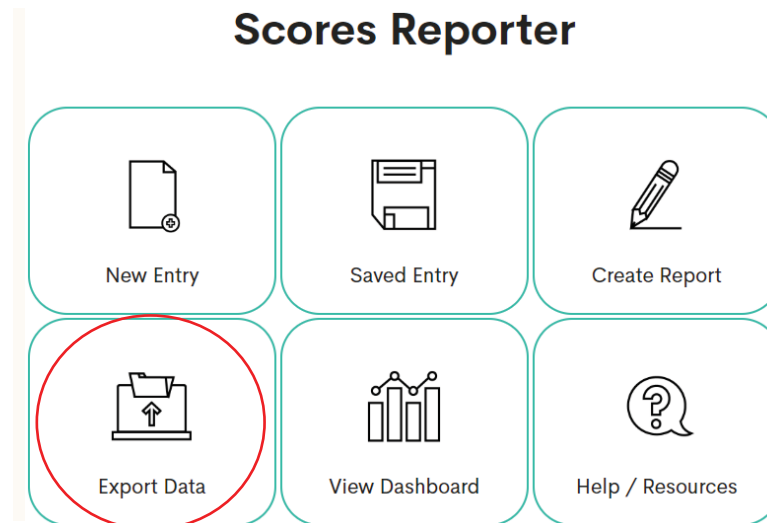 Scores Reporter
New Entry
Saved Entry
Create Report
Export Data
View Dashboard
Help / Resources